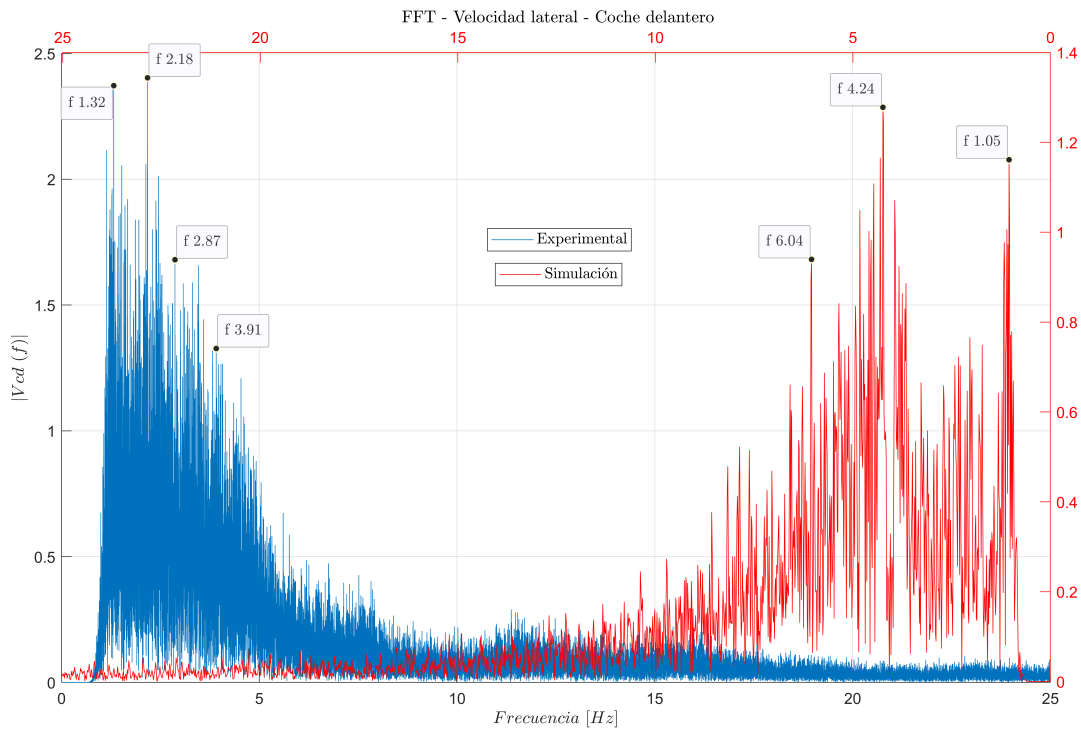 FFT - Velocidad lateral - Coche delantero
25 20 15 10 5 0
2.5
2
1.5
1
0.5
0
|Vcd (f)|
f 1.32
f 2.18
f 2.87
f 3.91
Experimental
Simulación
f 6.04
f 4.24
f 1.05
1.4
1.2
1
0.8
0.6
0.4
0.2
0
0 5 10 15 20 25
Frecuencia [Hz]